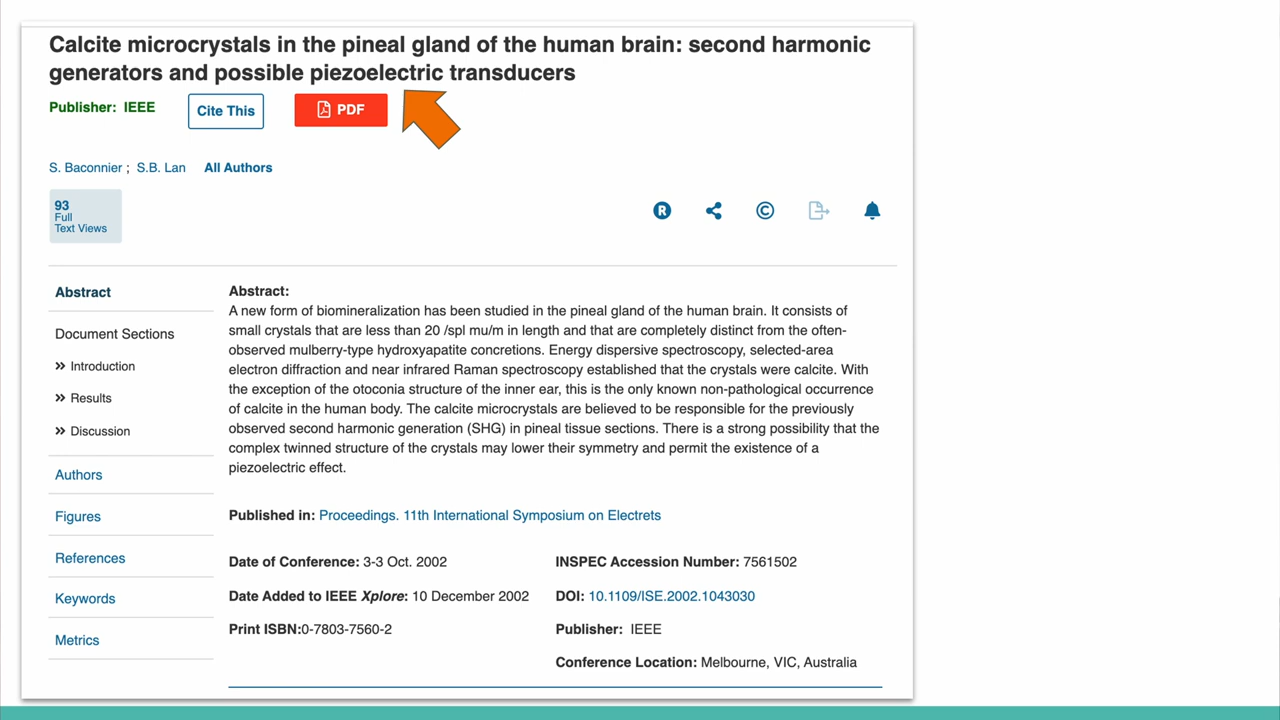 Calcite microcrystals in the pineal gland of the human brain: second harmonic
generators and possible piezoelectric transducers
Publisher: IEEE
Cite This
PDF
S. Baconnier ; S.B. Lan All Authors
93
Full
Text Views
R
©
Abstract
Document Sections
» Introduction
» Results
» Discussion
Authors
Figures
References
Keywords
Metrics
Abstract:
A new form of biomineralization has been studied in the pineal gland of the human brain. It consists of
small crystals that are less than 20 /spl mu/m in length and that are completely distinct from the often-
observed mulberry-type hydroxyapatite concretions. Energy dispersive spectroscopy, selected-area
electron diffraction and near infrared Raman spectroscopy established that the crystals were calcite. With
the exception of the otoconia structure of the inner ear, this is the only known non-pathological occurrence
of calcite in the human body. The calcite microcrystals are believed to be responsible for the previously
observed second harmonic generation (SHG) in pineal tissue sections. There is a strong possibility that the
complex twinned structure of the crystals may lower their symmetry and permit the existence of a
piezoelectric effect.
Published in: Proceedings. 11th International Symposium on Electrets
Date of Conference: 3-3 Oct. 2002
Date Added to IEEE Xplore: 10 December 2002
Print ISBN:0-7803-7560-2
INSPEC Accession Number: 7561502
DOI: 10.1109/ISE.2002.1043030
Publisher: IEEE
Conference Location: Melbourne, VIC, Australia